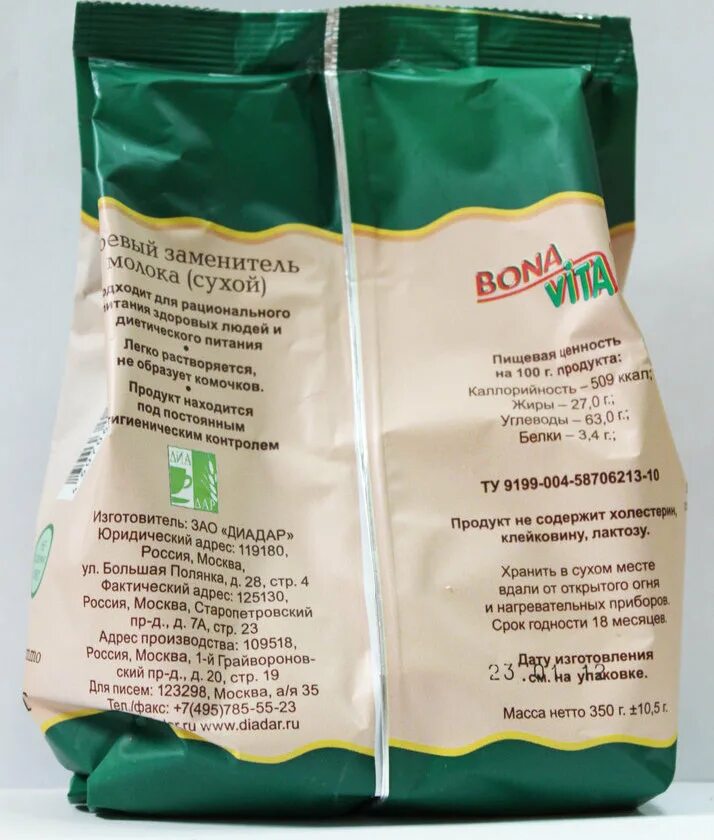 заменитель
молока (сухой)
для рационального
здоровых людей и
диетического питания
•
Легко растворяется,
не образует комочков.
•
Продукт находится
под постоянным
контролем
ДИА
ДАР
Изготовитель: ЗАО «ДИАДАР»
Юридический адрес: 119180,
Россия, Москва,
ул. Большая Полянка, д. 28, стр. 4
Фактический адрес: 125130,
Россия, Москва, Старопетровский
пр-д., д. 7А, стр. 23
Адрес производства: 109518,
Россия, Москва, 1-й Грайворонов-
ский пр-д., д. 20, стр. 19
Для писем: 123298, Москва, а/я 35
Тел./факс: +7(495)785-55-23
www.diadar.ru
BONA
VITA
Пищевая ценность
на 100 г. продукта:
Каллорийность – 509 ккал;
Жиры – 27,0 г.;
Углеводы – 63,0 г.;
Белки – 3,4 г.;
ТУ 9199-004-58706213-10
Продукт не содержит холестерин,
клейковину, лактозу.
Хранить в сухом месте
вдали от открытого огня
и нагревательных приборов.
Срок годности 18 месяцев.
Дату изготовления
23.01
см. на упаковке.
Масса нетто 350 г. ±10,5 г.